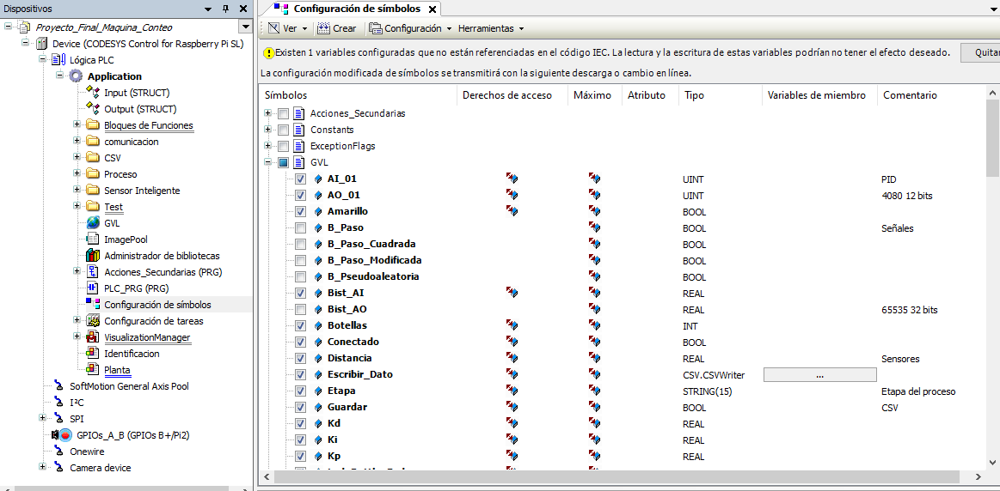 Dispositivos
Proyecto_Final_Maquina_Conteo
Device (CODESYS Control for Raspberry Pi SL)
Lógica PLC
Application
Input (STRUCT)
Output (STRUCT)
Bloques de Funciones
comunicacion
CSV
Proceso
Sensor Inteligente
Test
GVL
ImagePool
Administrador de bibliotecas
Acciones_Secundarias (PRG)
PLC_PRG (PRG)
Configuración de símbolos
Configuración de tareas
VisualizationManager
Identificacion
Planta
SoftMotion General Axis Pool
I²C
SPI
GPIOs_A_B (GPIOs B+/Pi2)
Onewire
Camera device
Configuración de símbolos
Ver Crear Configuración Herramientas
Existen 1 variables configuradas que no están referenciadas en el código IEC. La lectura y la escritura de estas variables podrían no tener el efecto deseado. Quitar
La configuración modificada de símbolos se transmitirá con la siguiente descarga o cambio en línea.
Símbolos Derechos de acceso Máximo Atributo Tipo Variables de miembro Comentario
Acciones_Secundarias
Constants
ExceptionFlags
GVL
AI_01 UINT PID
AO_01 UINT 4080 12 bits
Amarillo BOOL
B_Paso BOOL Señales
B_Paso_Cuadrada BOOL
B_Paso_Modificada BOOL
B_Pseudoaleatoria BOOL
Bist_AI REAL
Bist_AO REAL 65535 32 bits
Botellas INT
Conectado BOOL
Distancia REAL Sensores
Escribir_Dato CSV.CSVWriter ...
Etapa STRING(15) Etapa del proceso
Guardar BOOL CSV
Kd REAL
Ki REAL
Kp REAL